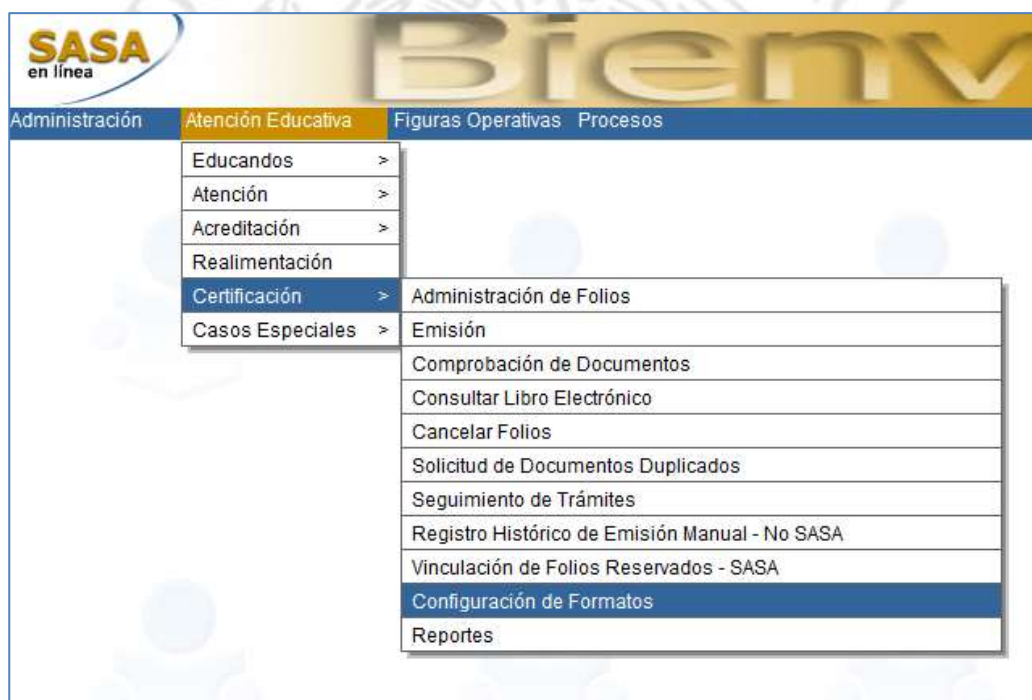 SASA
en línea
Bienv
Administración Atención Educativa Figuras Operativas Procesos
Educandos >
Atención >
Acreditación >
Realimentación
Certificación >
Casos Especiales >
Administración de Folios
Emisión
Comprobación de Documentos
Consultar Libro Electrónico
Cancelar Folios
Solicitud de Documentos Duplicados
Seguimiento de Trámites
Registro Histórico de Emisión Manual - No SASA
Vinculación de Folios Reservados - SASA
Configuración de Formatos
Reportes